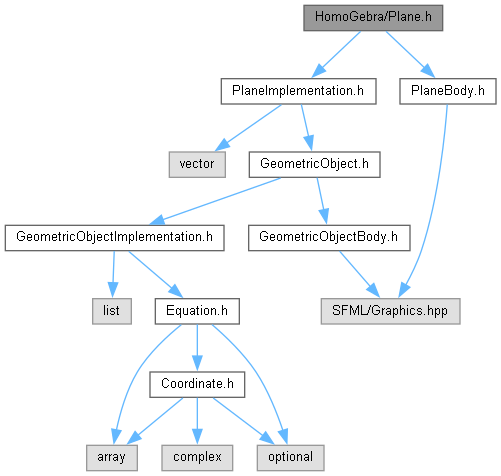 HomoGebra/Plane.h
PlaneImplementation.h
PlaneBody.h
vector
GeometricObject.h
GeometricObjectImplementation.h
GeometricObjectBody.h
list
Equation.h
SFML/Graphics.hpp
Coordinate.h
array
complex
optional